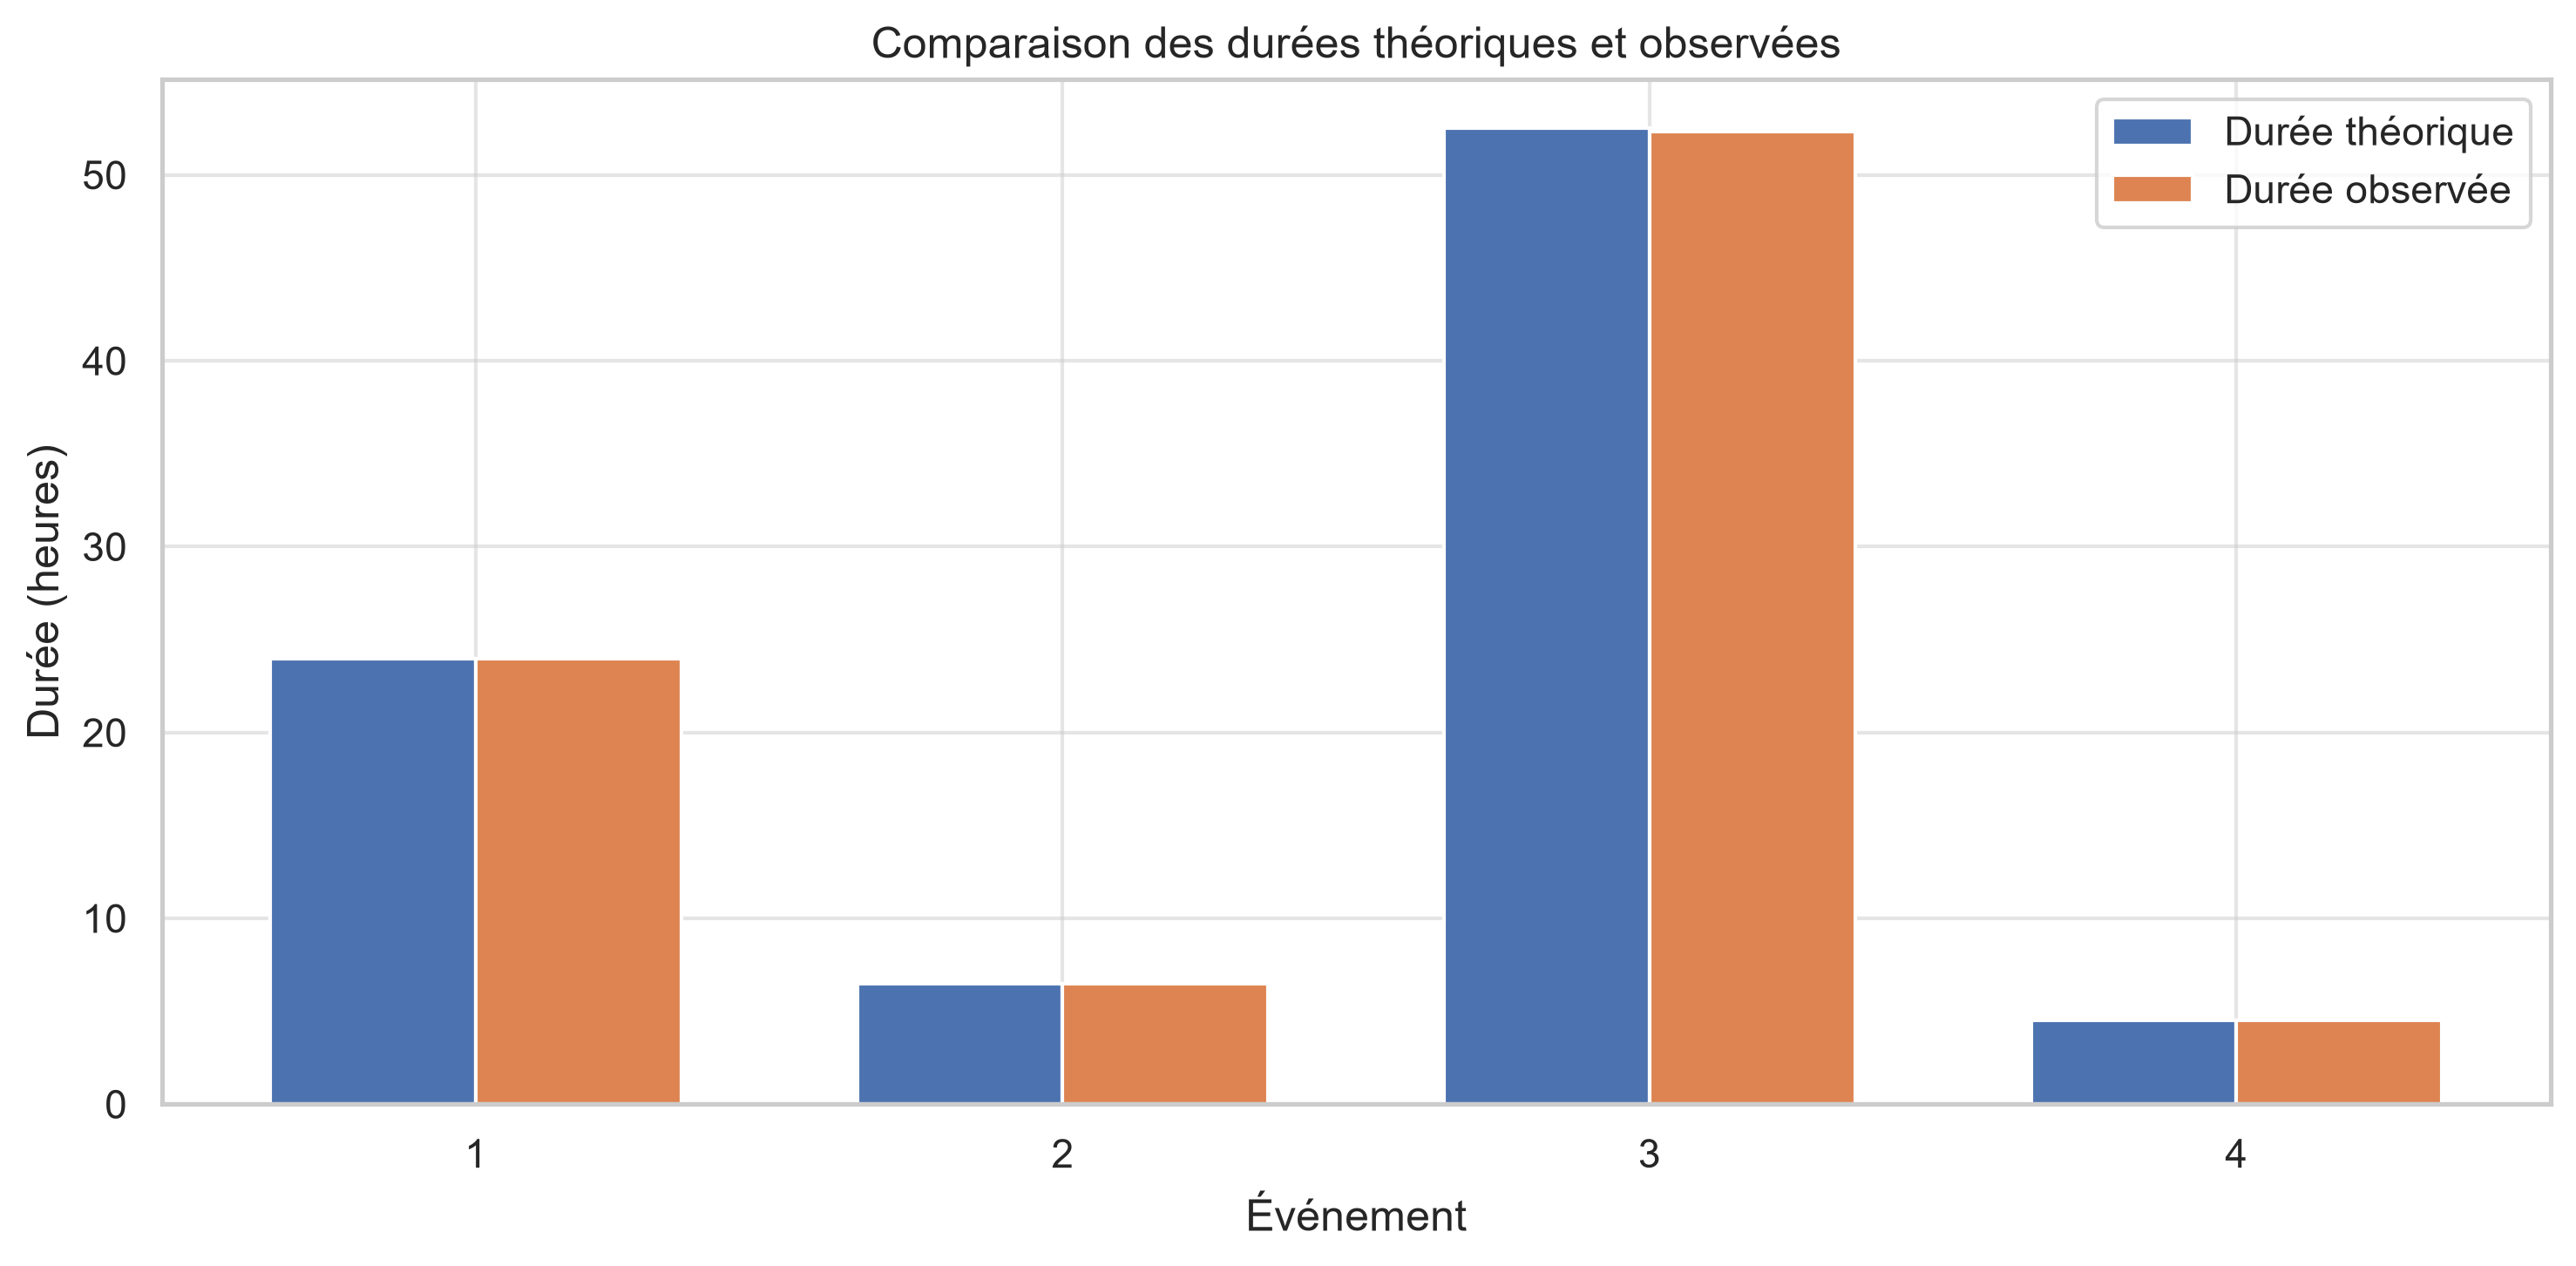 Comparaison des durées théoriques et observées
Durée théorique
Durée observée
Durée (heures)
50
40
30
20
10
0
1
2
3
4
Événement